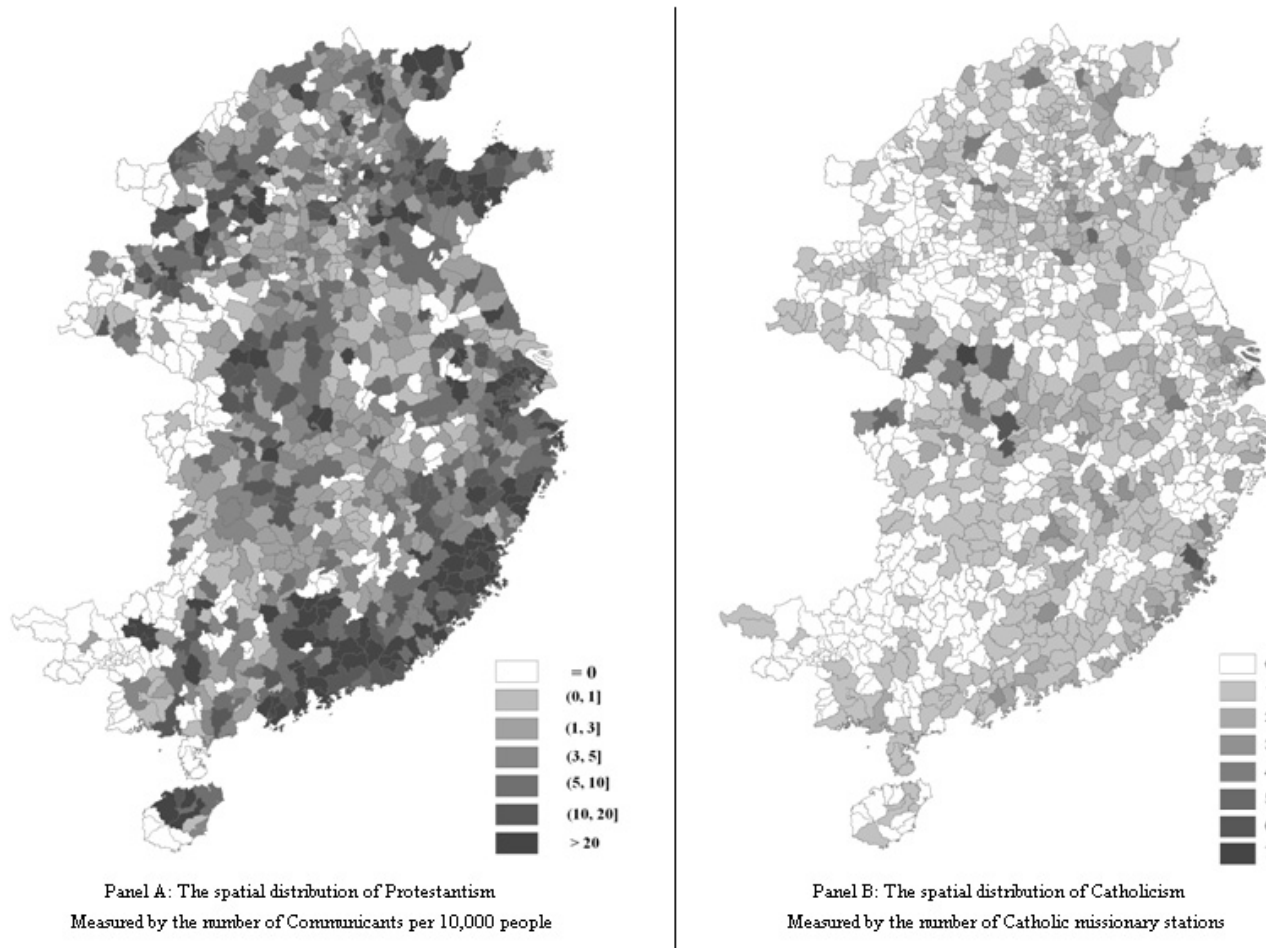 = 0
(0, 1]
(1, 3]
(3, 5]
(5, 10]
(10, 20]
> 20
Panel A: The spatial distribution of Protestantism
Measured by the number of Communicants per 10,000 people
Panel B: The spatial distribution of Catholicism
Measured by the number of Catholic missionary stations